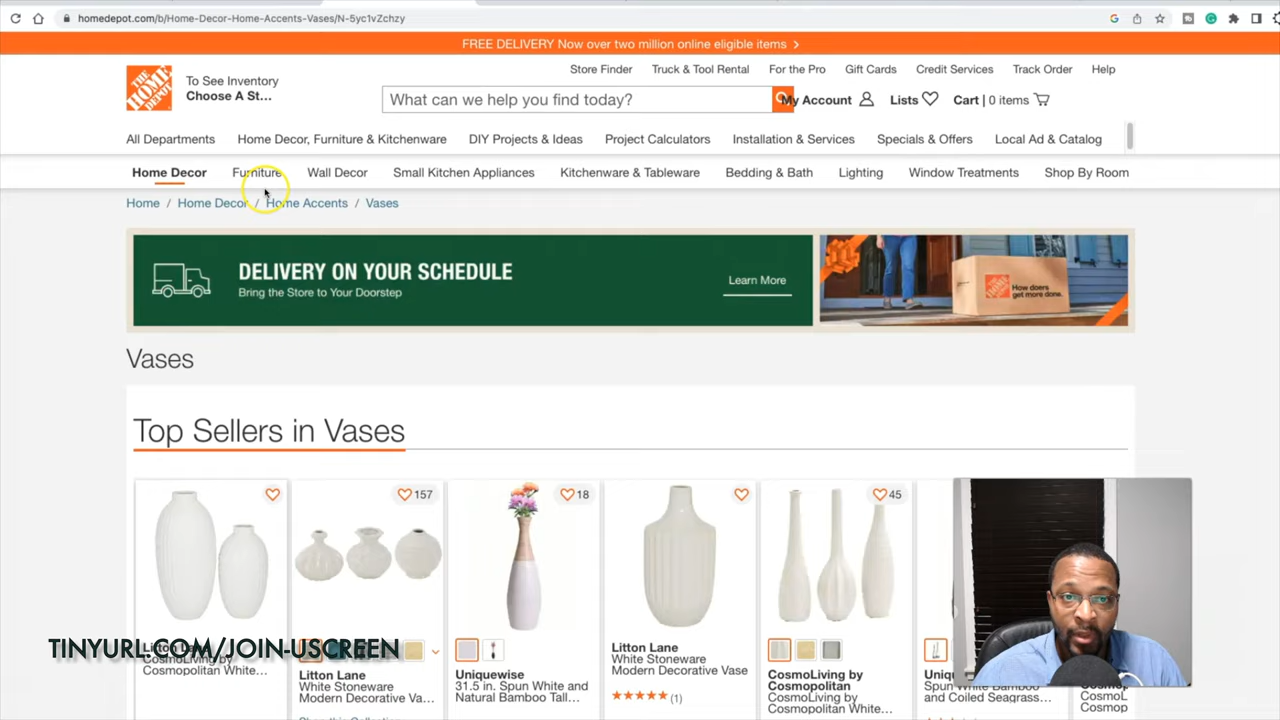 homedepot.com/b/Home-Decor-Home-Accents-Vases/N-5yc1vZchzy
FREE DELIVERY Now over two million online eligible items
Store Finder Truck & Tool Rental For the Pro Gift Cards Credit Services Track Order Help
THE HOME DEPOT
To See Inventory
Choose A St...
What can we help you find today?
My Account Lists Cart | 0 items
All Departments Home Decor, Furniture & Kitchenware DIY Projects & Ideas Project Calculators Installation & Services Specials & Offers Local Ad & Catalog
Home Decor Furniture Wall Decor Small Kitchen Appliances Kitchenware & Tableware Bedding & Bath Lighting Window Treatments Shop By Room
Home / Home Decor / Home Accents / Vases
DELIVERY ON YOUR SCHEDULE
Bring the Store to Your Doorstep
Learn More
How doers
get more done.
Vases
Top Sellers in Vases
157
18
45
Litton Lane
CosmoLiving by
Cosmopolitan White...
TINYURL.COM/JOIN-USCREEN
Litton Lane
White Stoneware
Modern Decorative Va...
Uniquewise
31.5 in. Spun White and
Natural Bamboo Tall...
Litton Lane
White Stoneware
Modern Decorative Vase
(1)
CosmoLiving by
Cosmopolitan
CosmoLiving by
Cosmopolitan White...
Spun White Bamboo
and Coiled Seagrass...
CosmoL
Cosmop